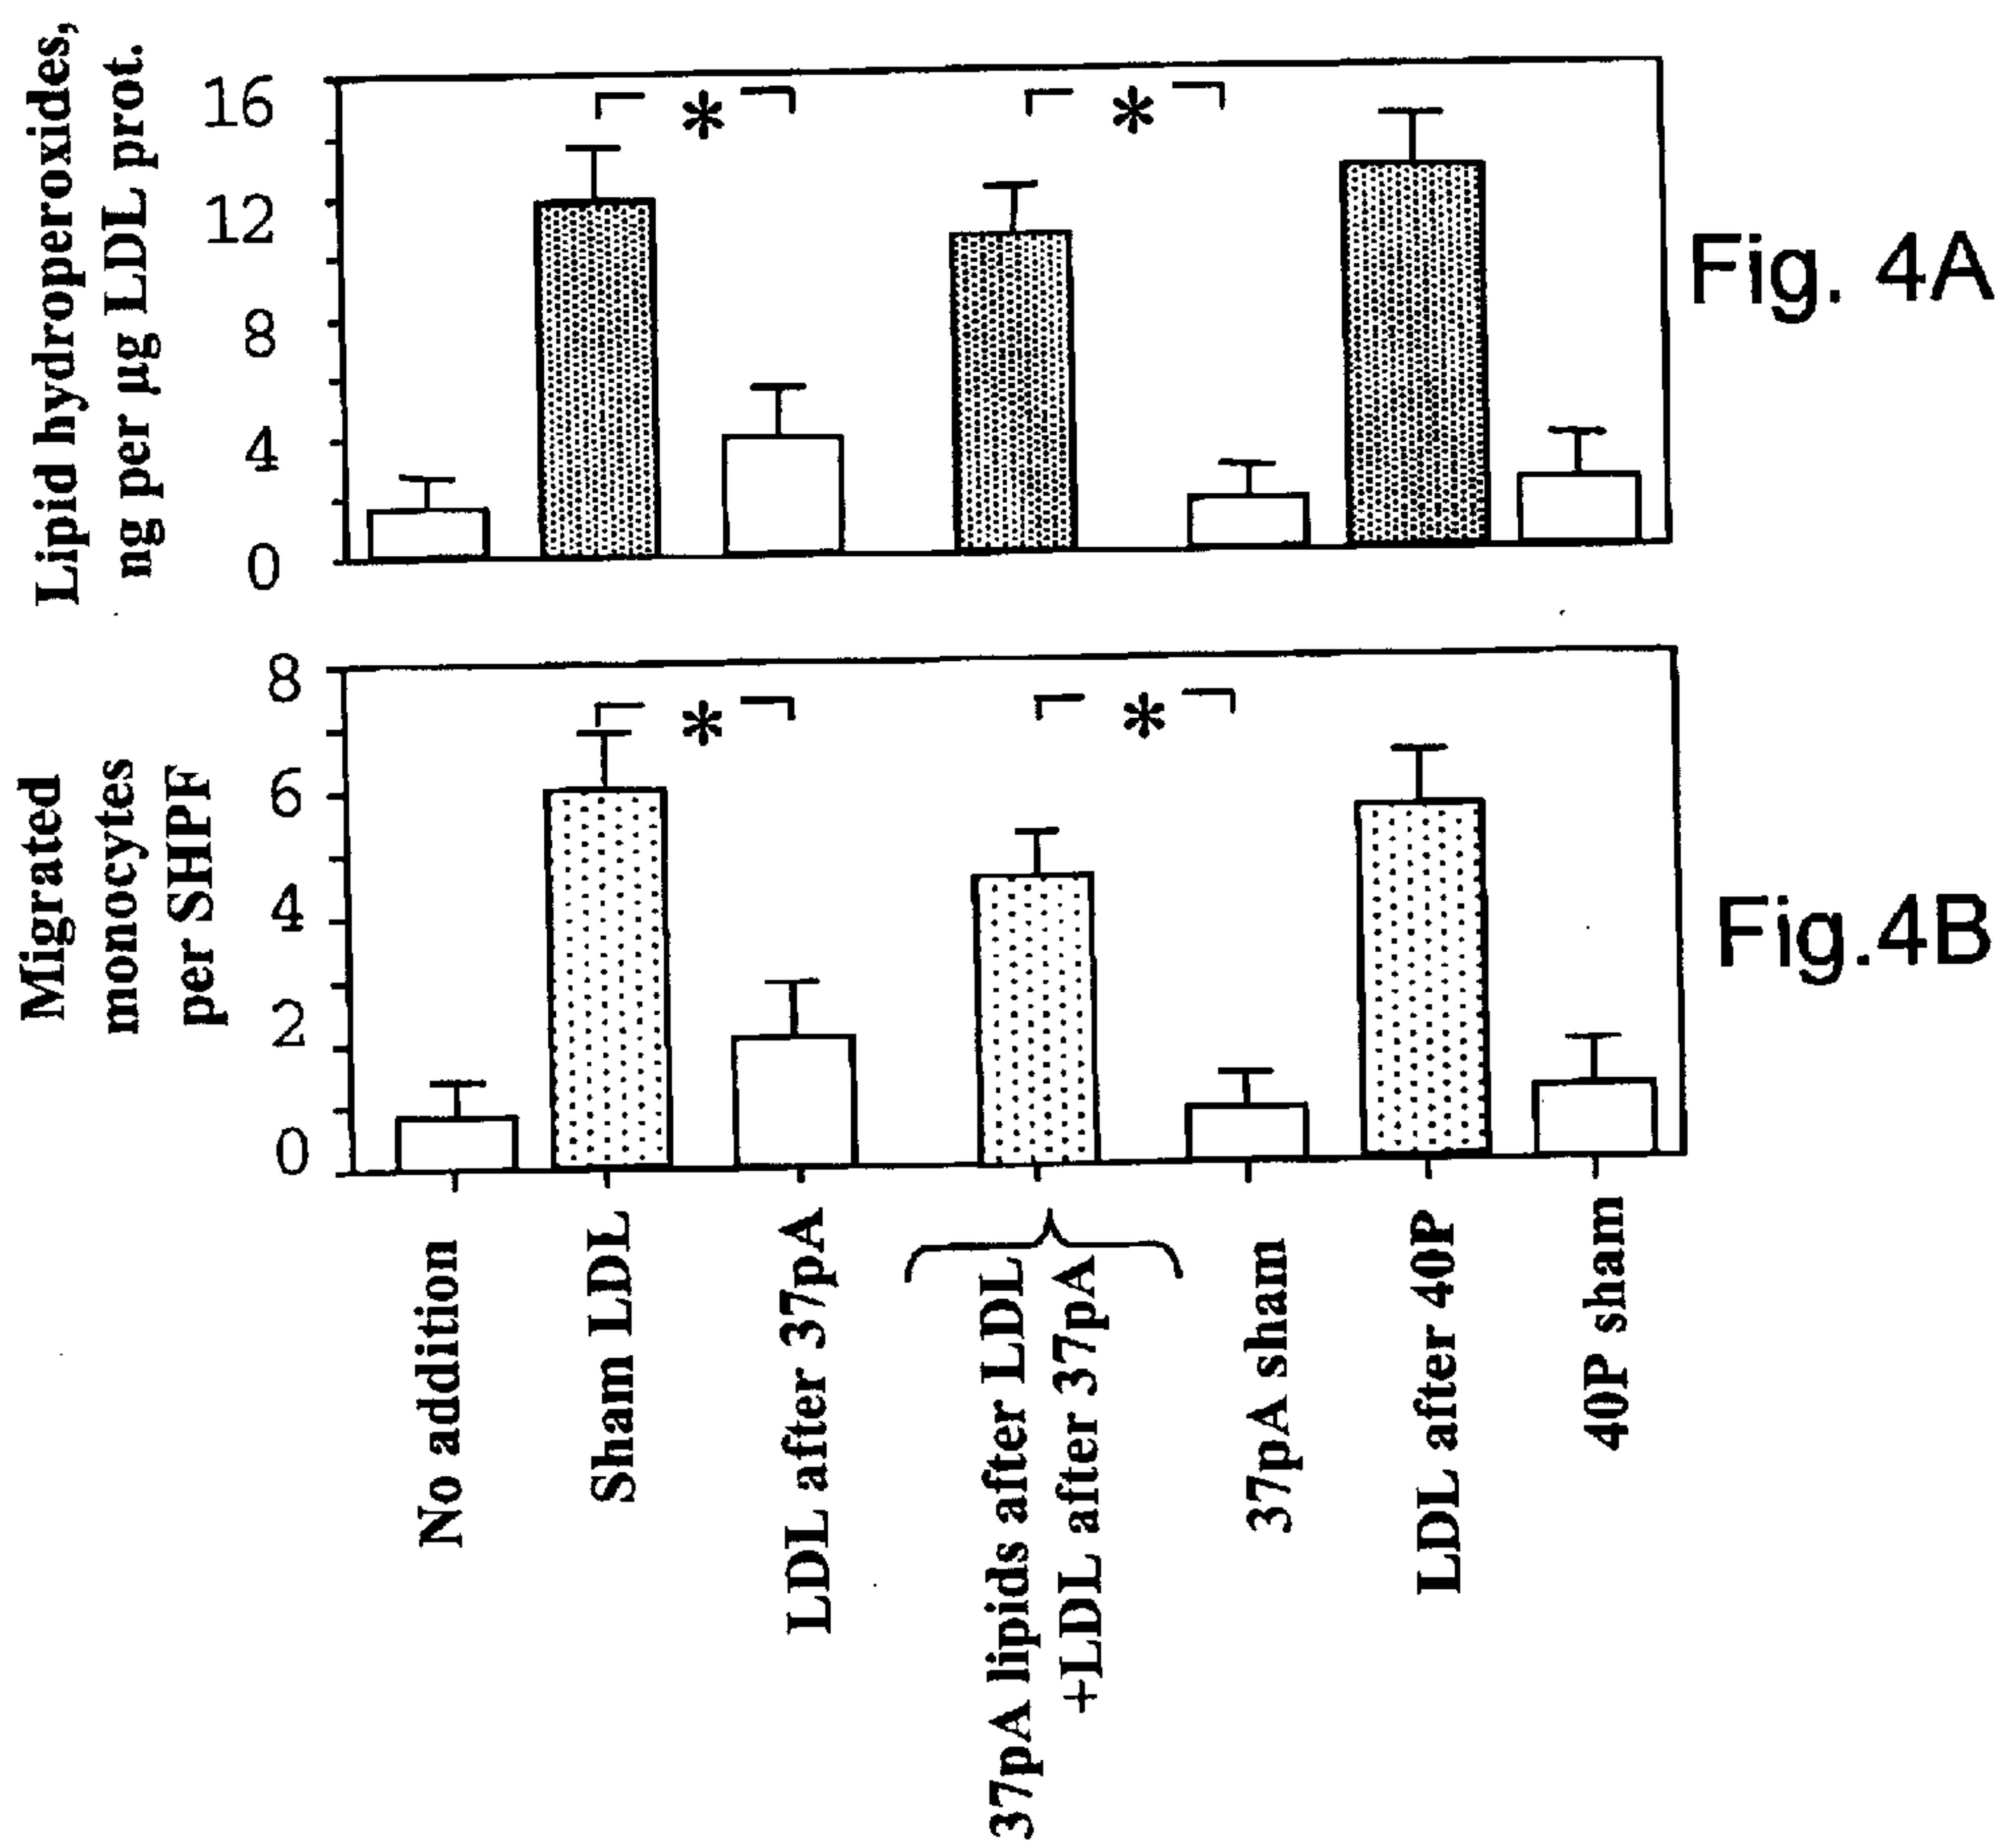 Lipid hydroperoxides,
ng per µg LDL prot.
16
12
8
4
0
*
*
Fig. 4A
Migrated
monocytes
per SHPF
8
6
4
2
0
*
*
Fig.4B
No addition
Sham LDL
LDL after 37pA
37pA lipids after LDL
+LDL after 37pA
37pA sham
LDL after 40P
40P sham